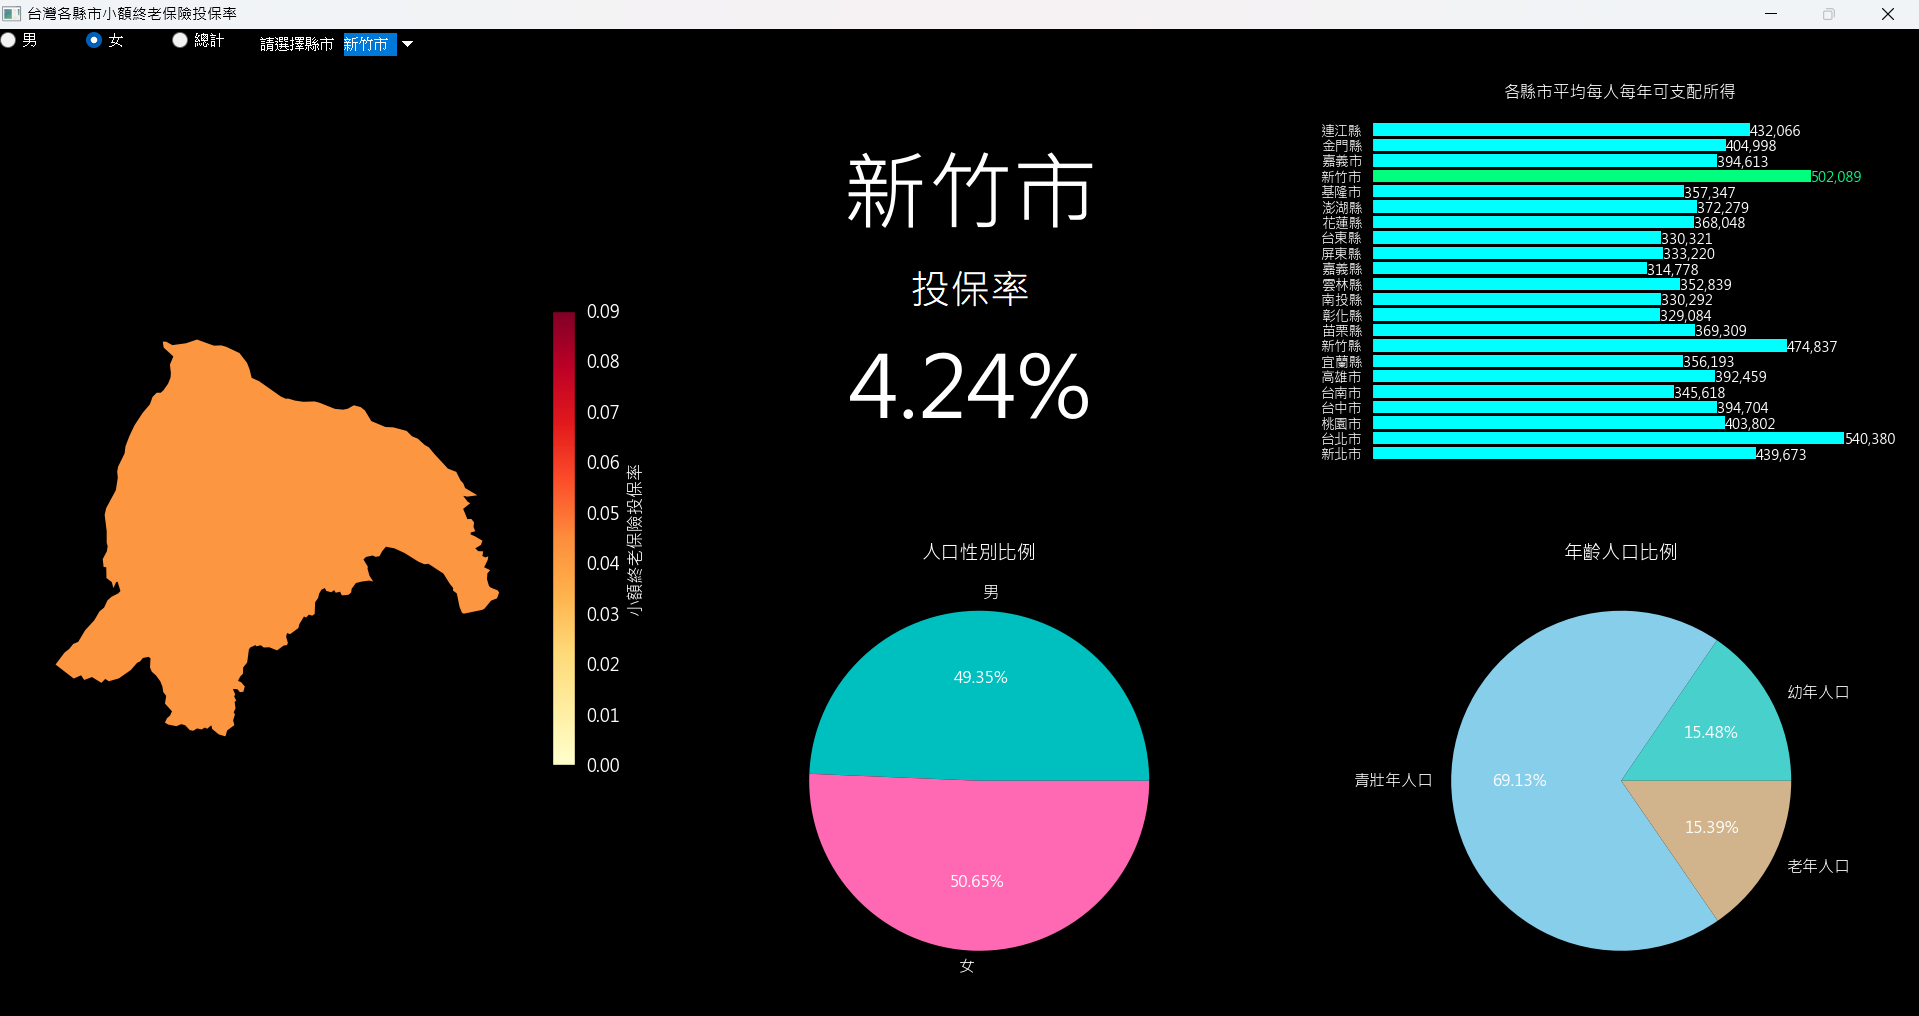 台灣各縣市小額終老保險投保率
男 女 總計 請選擇縣市 新竹市
0.09
0.08
0.07
0.06
0.05
0.04
0.03
0.02
0.01
0.00
小額終老保險投保率
新竹市
投保率
4.24%
各縣市平均每人每年可支配所得
連江縣 432,066
金門縣 404,998
嘉義市 394,613
新竹市 502,089
基隆市 357,347
澎湖縣 372,279
花蓮縣 368,048
台東縣 330,321
屏東縣 333,220
嘉義縣 314,778
雲林縣 352,839
南投縣 330,292
彰化縣 329,084
苗栗縣 369,309
新竹縣 474,837
宜蘭縣 356,193
高雄市 392,459
台南市 345,618
台中市 394,704
桃園市 403,802
台北市 540,380
新北市 439,673
人口性別比例
男
49.35%
50.65%
女
年齡人口比例
幼年人口
15.48%
青壯年人口
69.13%
15.39%
老年人口